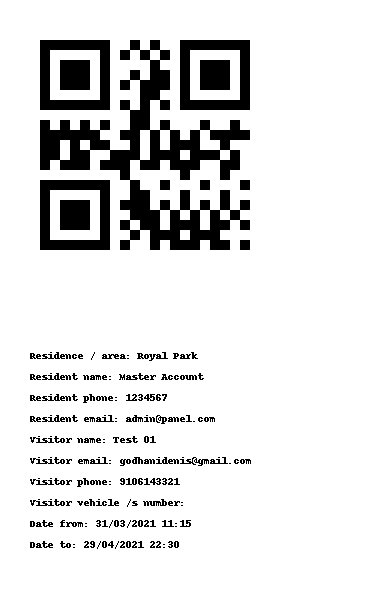 Residence / area: Royal Park
Resident name: Master Account
Resident phone: 1234567
Resident email: admin@panel.com
Visitor name: Test 01
Visitor email: godhanidenis@gmail.com
Visitor phone: 9106143321
Visitor vehicle /s number:
Date from: 31/03/2021 11:15
Date to: 29/04/2021 22:30